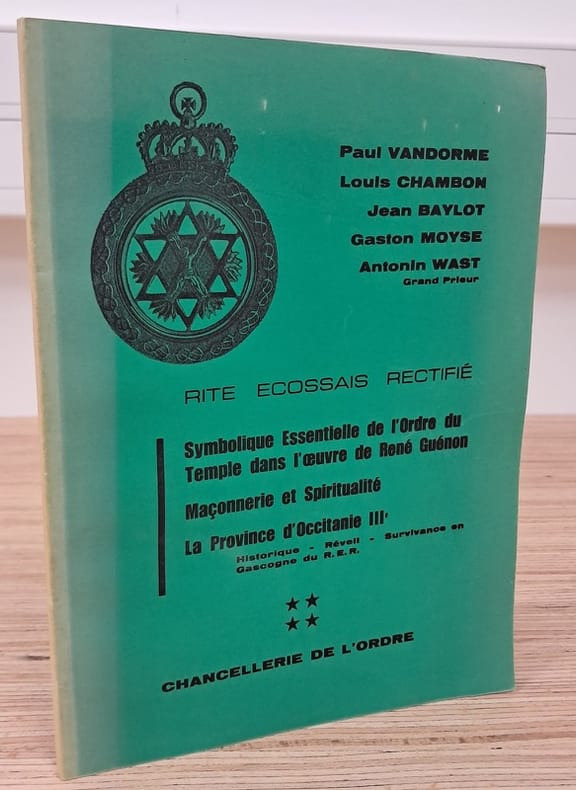 Paul VANDORME
Louis CHAMBON
Jean BAYLOT
Gaston MOYSE
Antonin WAST
Grand Prieur
RITE ECOSSAIS RECTIFIÉ
Symbolique Essentielle de l'Ordre du
Temple dans l'œuvre de René Guénon
Maçonnerie et Spiritualité
La Province d'Occitanie IIIᵉ
Historique - Réveil - Survivance en
Gascogne du R.E.R.
CHANCELLERIE DE L'ORDRE